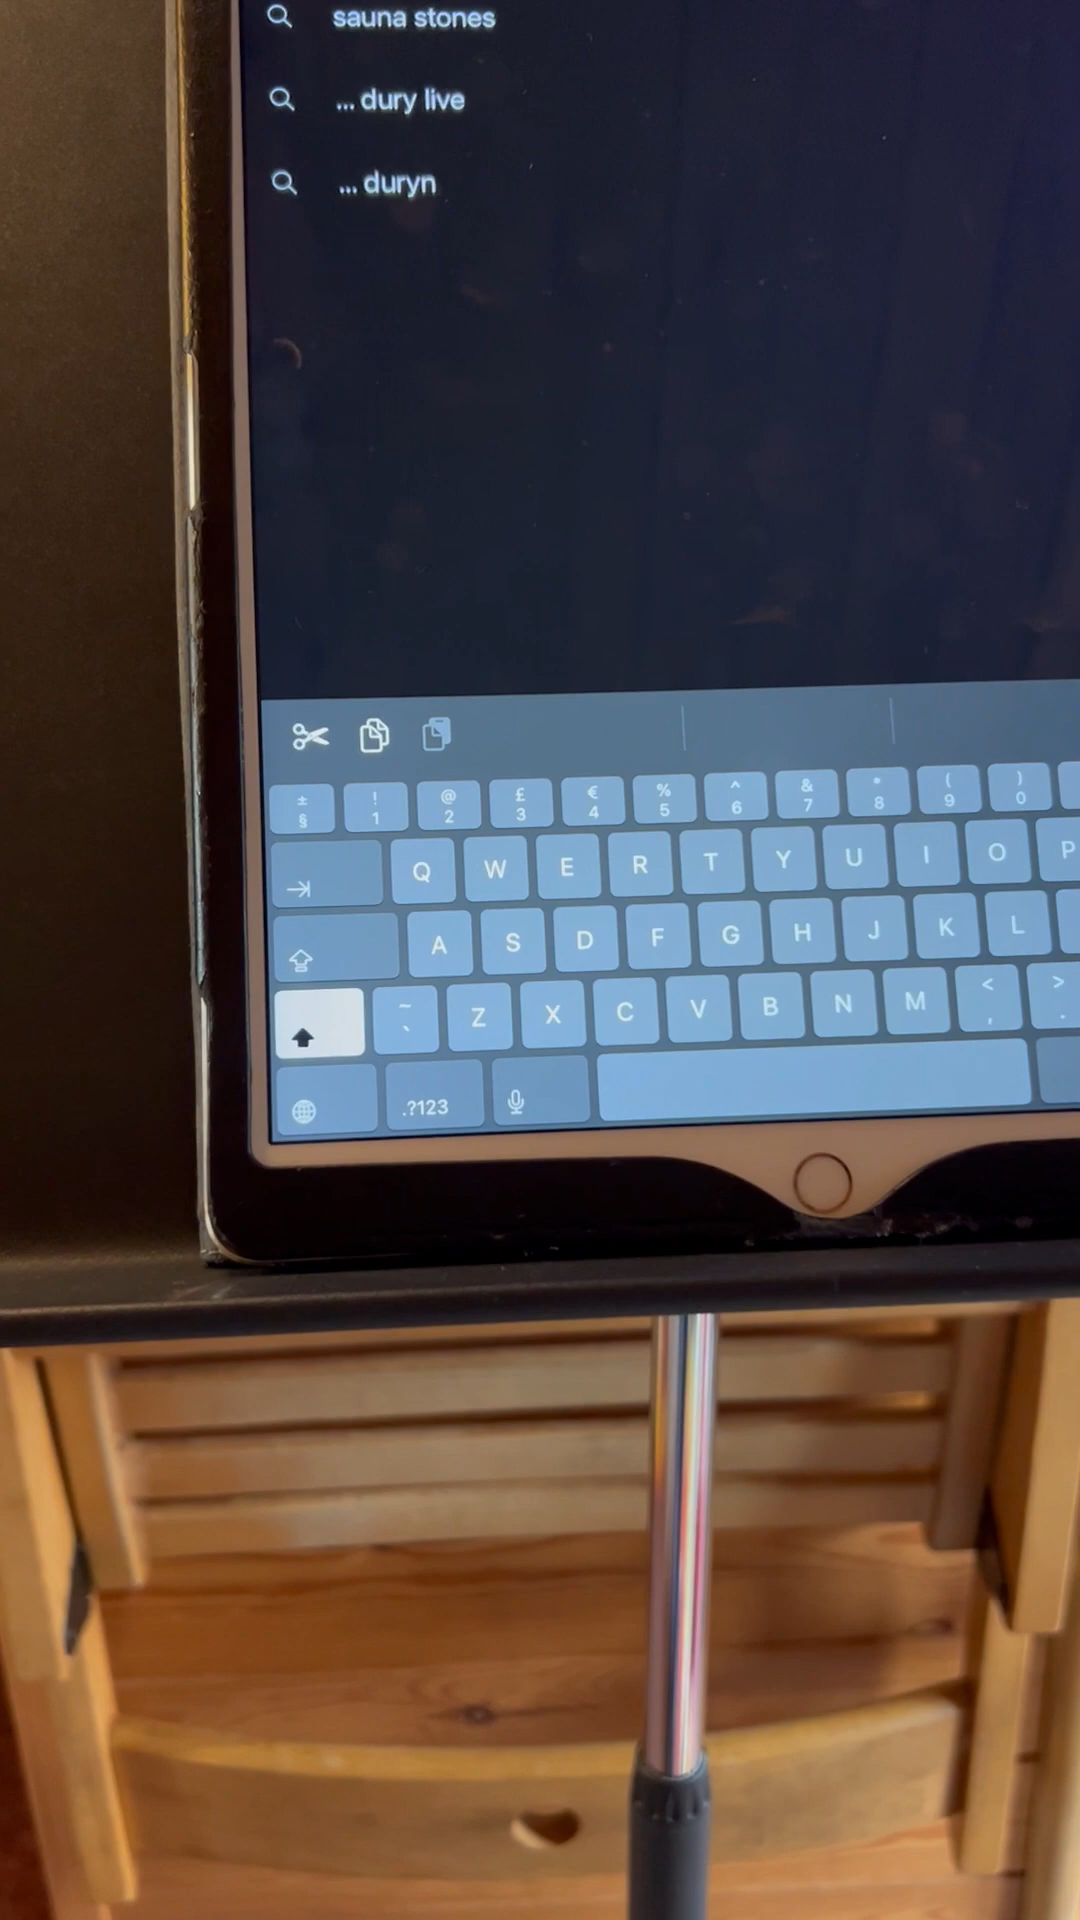 sauna stones
... dury live
... duryn
± ! @ £ € % ^ & * ( )
§ 1 2 3 4 5 6 7 8 9 0
Q W E R T Y U I O P
A S D F G H J K L
~ <  >
` Z X C V B N M , .
.?123